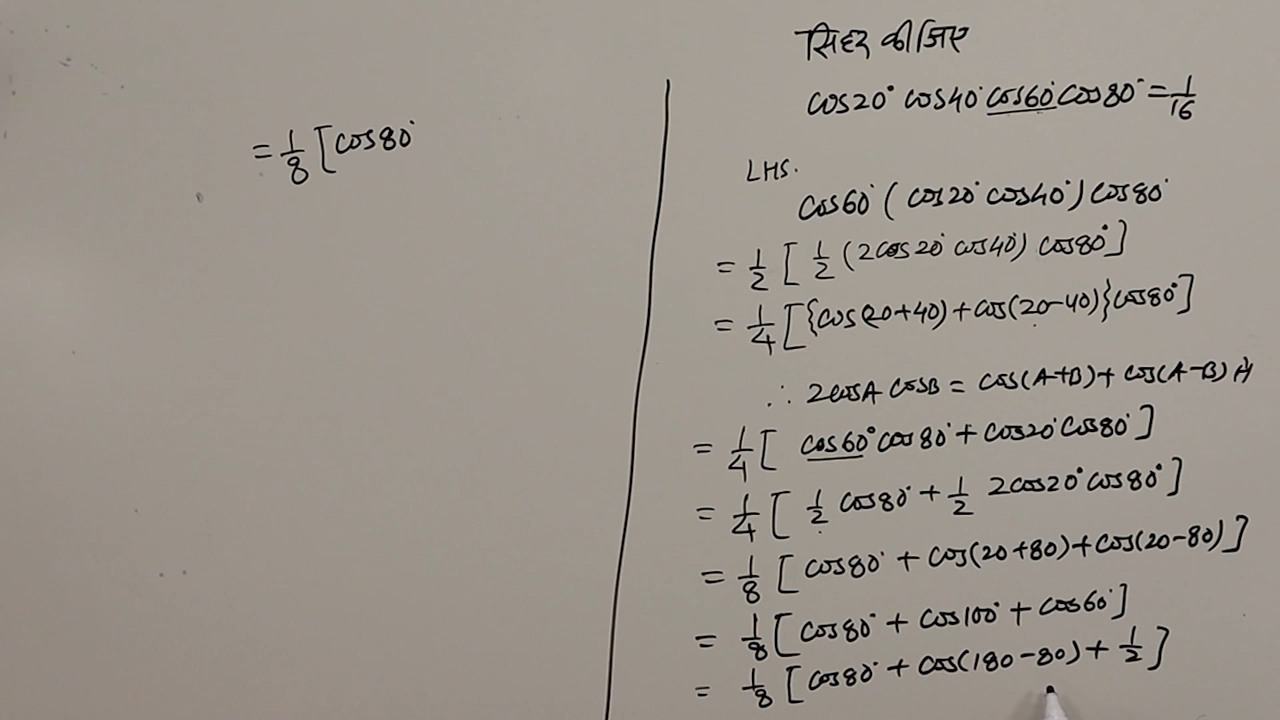 सिद्ध कीजिए
cos20° cos40° cos60° cos80° = 1/16
LHS.
cos60° (cos20° cos40°) cos80°
= 1/2 [ 1/2 (2cos20° cos40°) cos80° ]
= 1/4 [ {cos(20+40) + cos(20-40)} cos80° ]
∴ 2cosA cosB = cos(A+B) + cos(A-B) से
= 1/4 [ cos60° cos80° + cos20° cos80° ]
= 1/4 [ 1/2 cos80° + 1/2 2cos20° cos80° ]
= 1/8 [ cos80° + cos(20+80) + cos(20-80) ]
= 1/8 [ cos80° + cos100° + cos60° ]
= 1/8 [ cos80° + cos(180-80) + 1/2 ]
= 1/8 [ cos80°